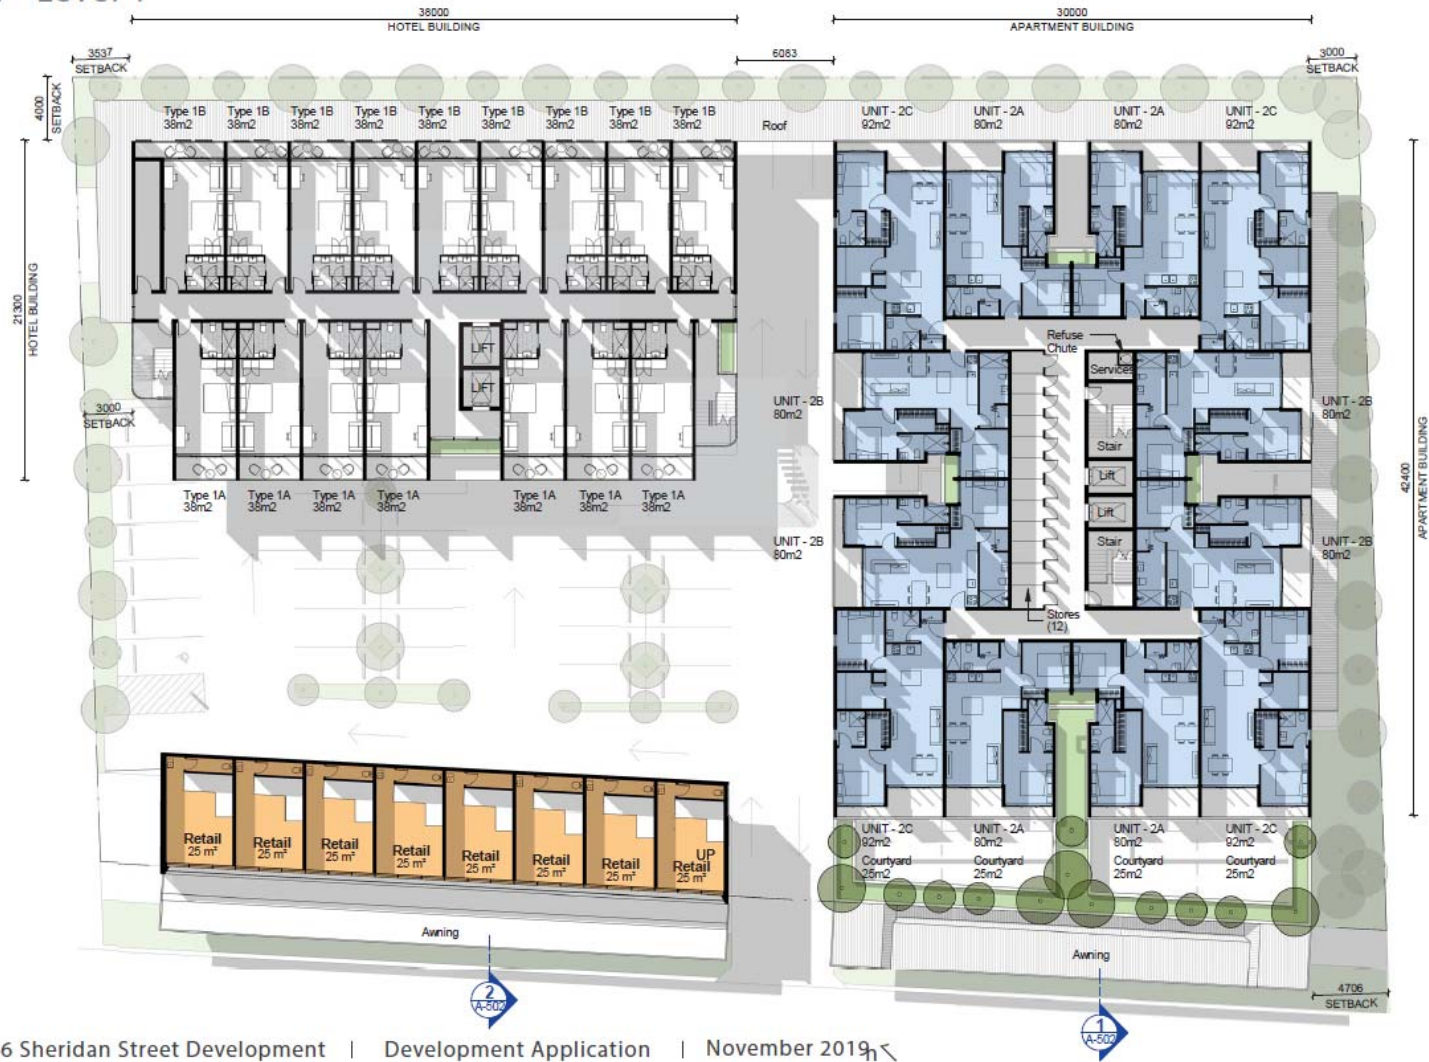 38000
HOTEL BUILDING
30000
APARTMENT BUILDING
3537
SETBACK
6083
3000
SETBACK
4000
SETBACK
Type 1B
38m2
Type 1B
38m2
Type 1B
38m2
Type 1B
38m2
Type 1B
38m2
Type 1B
38m2
Type 1B
38m2
Type 1B
38m2
Type 1B
38m2
Roof
UNIT - 2C
92m2
UNIT - 2A
80m2
UNIT - 2A
80m2
UNIT - 2C
92m2
21300
HOTEL BUILDING
LIFT
LIFT
Refuse
Chute
Services
3000
SETBACK
UNIT - 2B
80m2
UNIT - 2B
80m2
Stair
Lift
Lift
Stair
42400
APARTMENT BUILDING
Type 1A
38m2
Type 1A
38m2
Type 1A
38m2
Type 1A
38m2
Type 1A
38m2
Type 1A
38m2
Type 1A
38m2
UNIT - 2B
80m2
UNIT - 2B
80m2
Stores
(12)
Retail
25 m²
Retail
25 m²
Retail
25 m²
Retail
25 m²
Retail
25 m²
Retail
25 m²
Retail
25 m²
UP
Retail
25 m²
UNIT - 2C
92m2
Courtyard
25m2
UNIT - 2A
80m2
Courtyard
25m2
UNIT - 2A
80m2
Courtyard
25m2
UNIT - 2C
92m2
Courtyard
25m2
Awning
Awning
2
A-502
4706
SETBACK
1
A-502
6 Sheridan Street Development | Development Application | November 2019